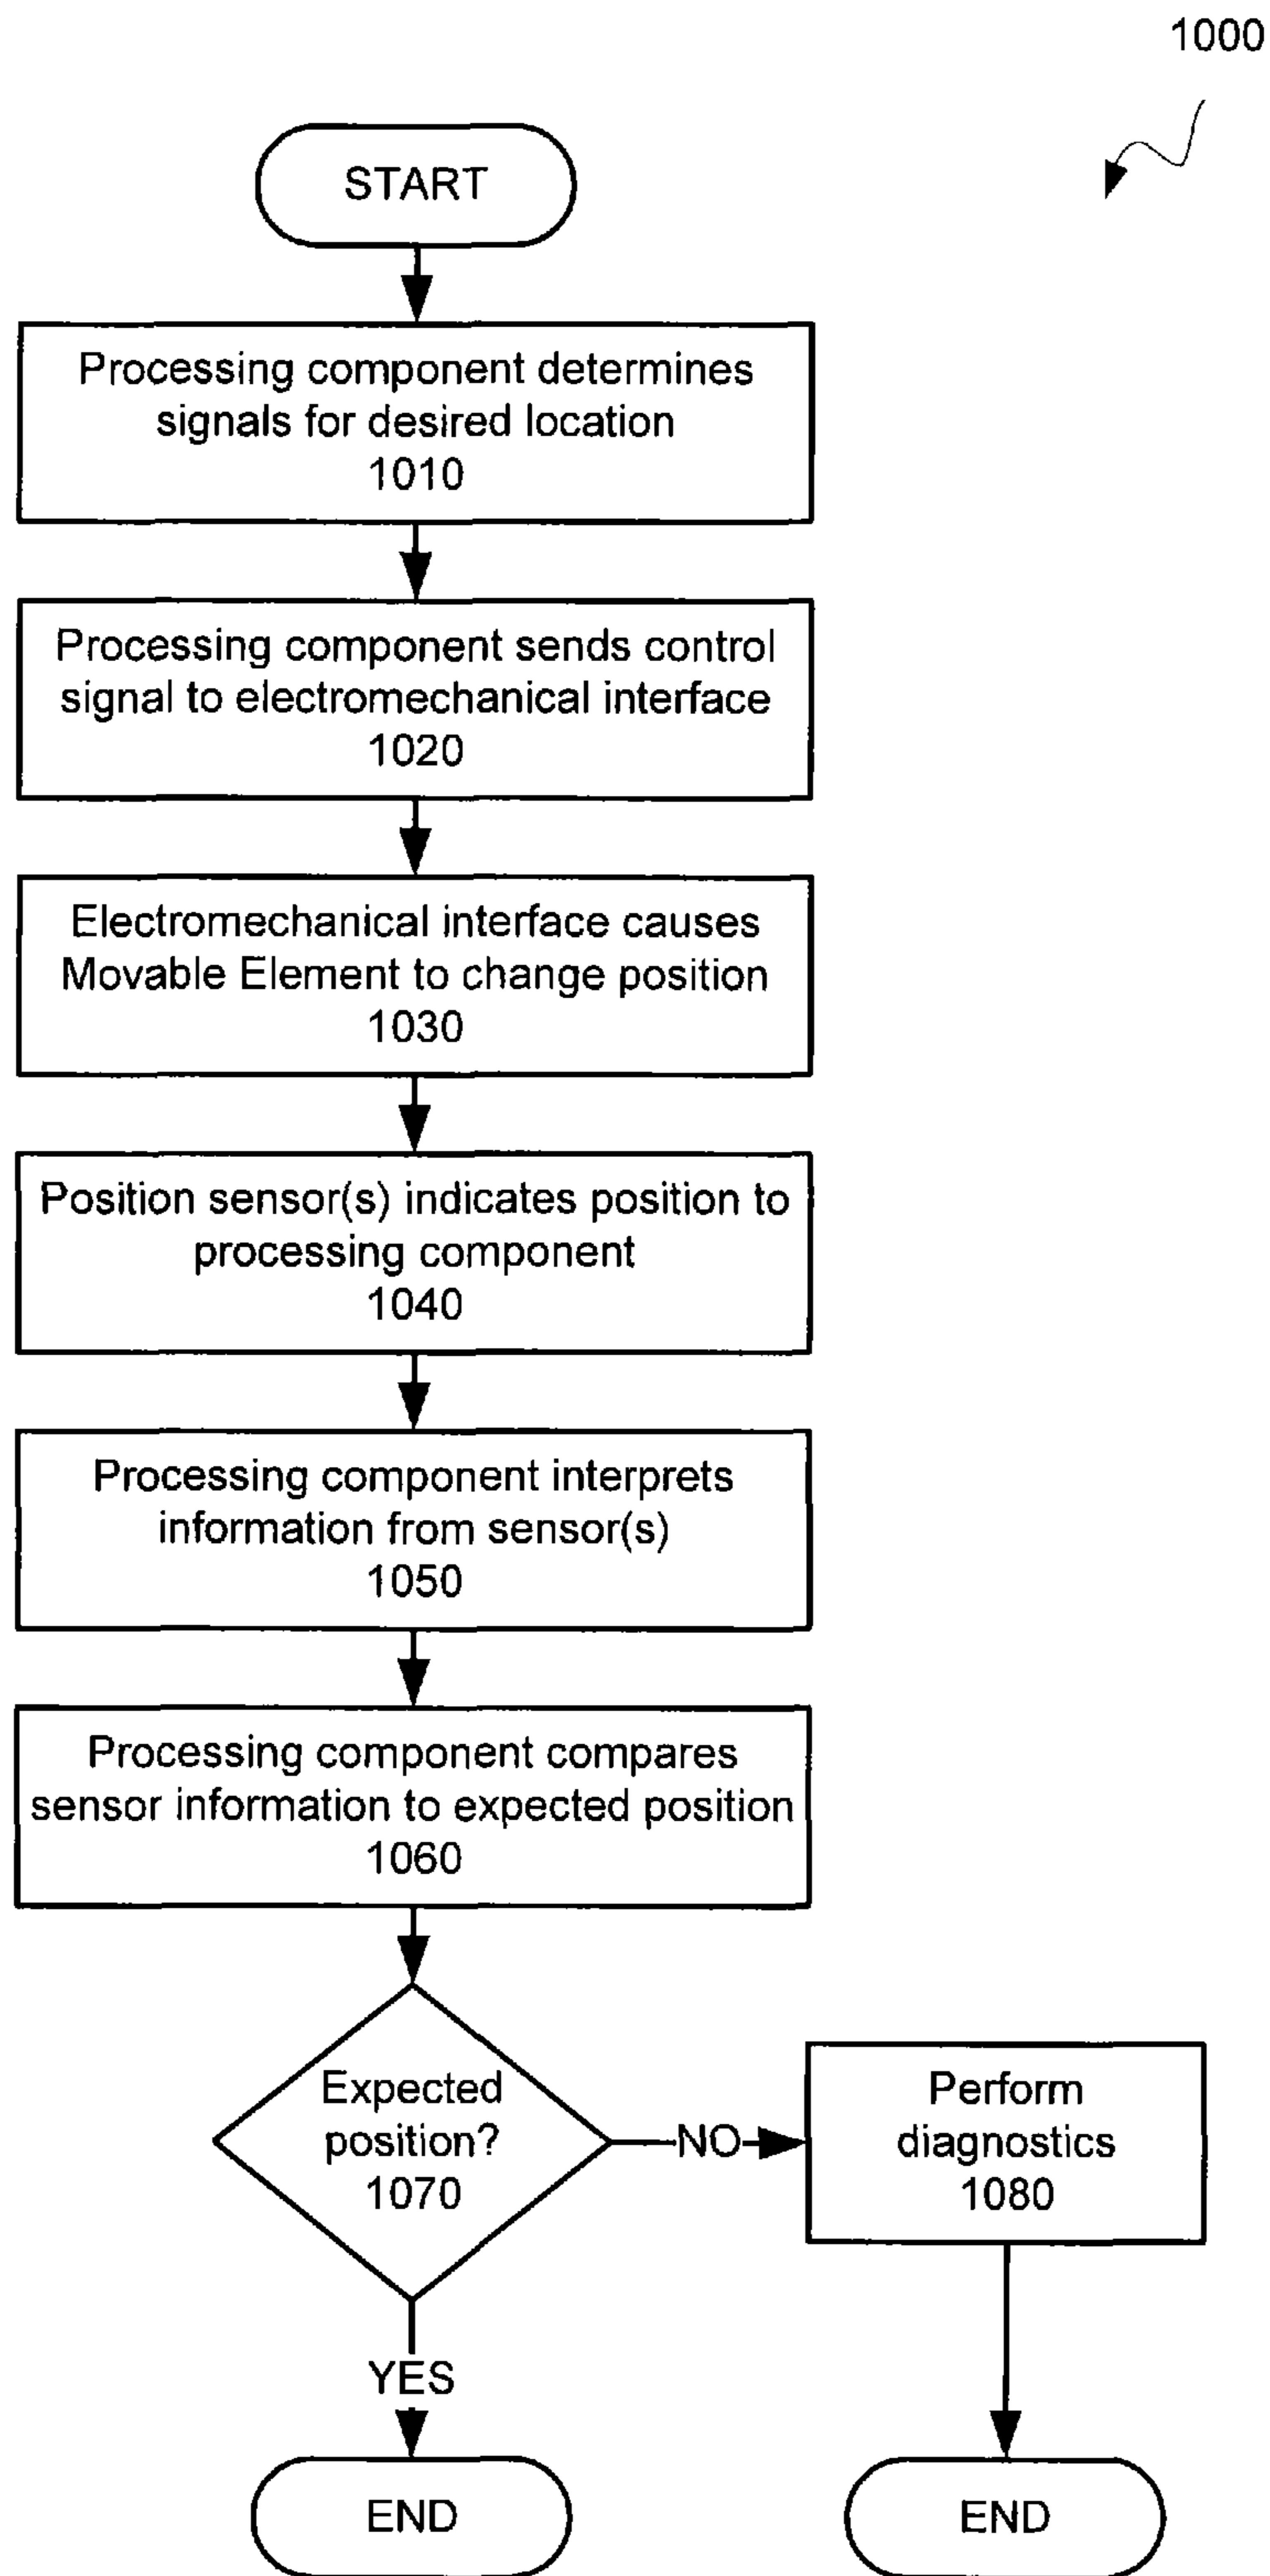 1000
START
Processing component determines
signals for desired location
1010
Processing component sends control
signal to electromechanical interface
1020
Electromechanical interface causes
Movable Element to change position
1030
Position sensor(s) indicates position to
processing component
1040
Processing component interprets
information from sensor(s)
1050
Processing component compares
sensor information to expected position
1060
Expected
position?
1070
NO
Perform
diagnostics
1080
YES
END
END